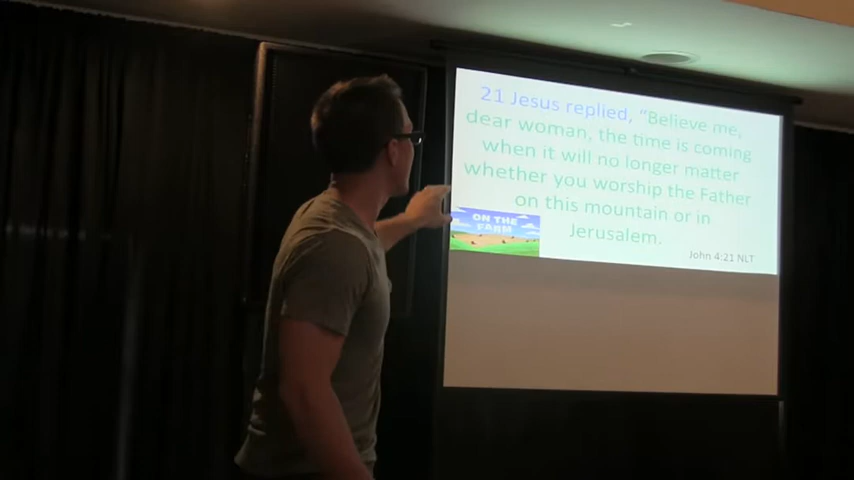 21 Jesus replied, “Believe me,
dear woman, the time is coming
when it will no longer matter
whether you worship the Father
on this mountain or in
Jerusalem.
John 4:21 NLT
ON THE
FARM